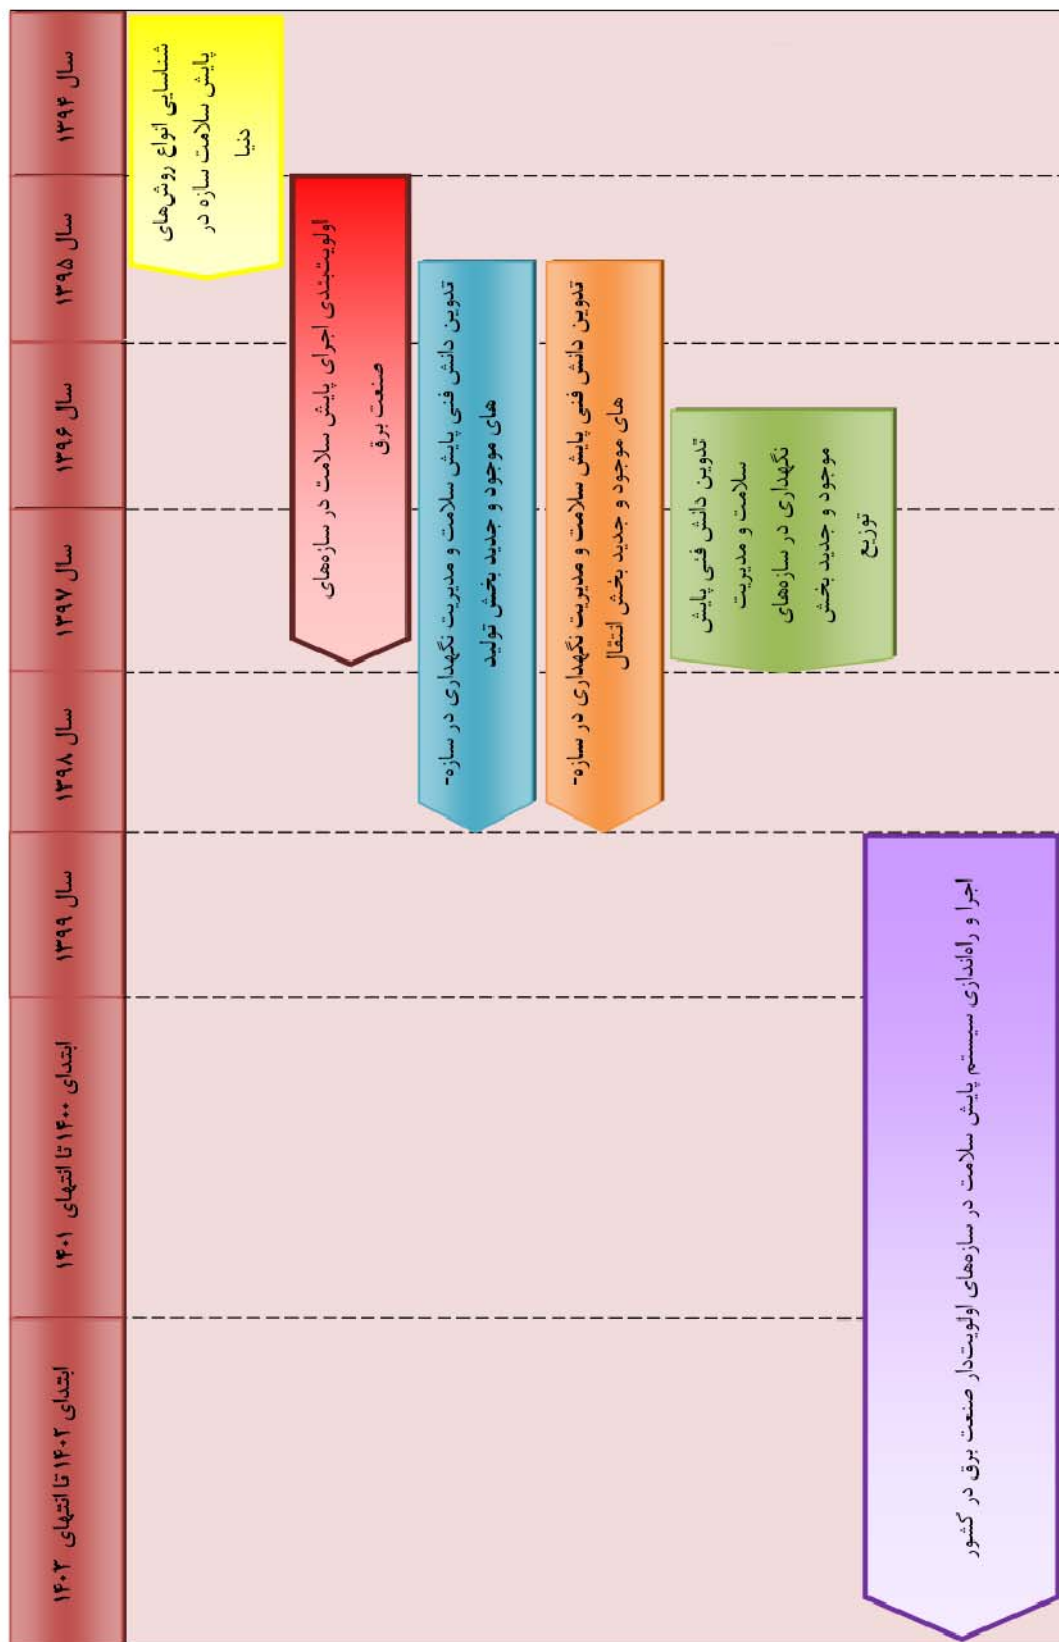 سال ۱۳۹۴
سال ۱۳۹۵
سال ۱۳۹۶
سال ۱۳۹۷
سال ۱۳۹۸
سال ۱۳۹۹
ابتدای ۱۴۰۰ تا انتهای ۱۴۰۱
ابتدای ۱۴۰۲ تا انتهای ۱۴۰۳
شناسایی انواع روش‌های
پایش سلامت سازه در
دنیا
اولویت‌بندی اجرای پایش سلامت در سازه‌های
صنعت برق
تدوین دانش فنی پایش سلامت و مدیریت نگهداری در سازه-
های موجود و جدید بخش تولید
تدوین دانش فنی پایش سلامت و مدیریت نگهداری در سازه-
های موجود و جدید بخش انتقال
تدوین دانش فنی پایش
سلامت و مدیریت
نگهداری در سازه‌های
موجود و جدید بخش
توزیع
اجرا و راه‌اندازی سیستم پایش سلامت در سازه‌های اولویت‌دار صنعت برق در کشور